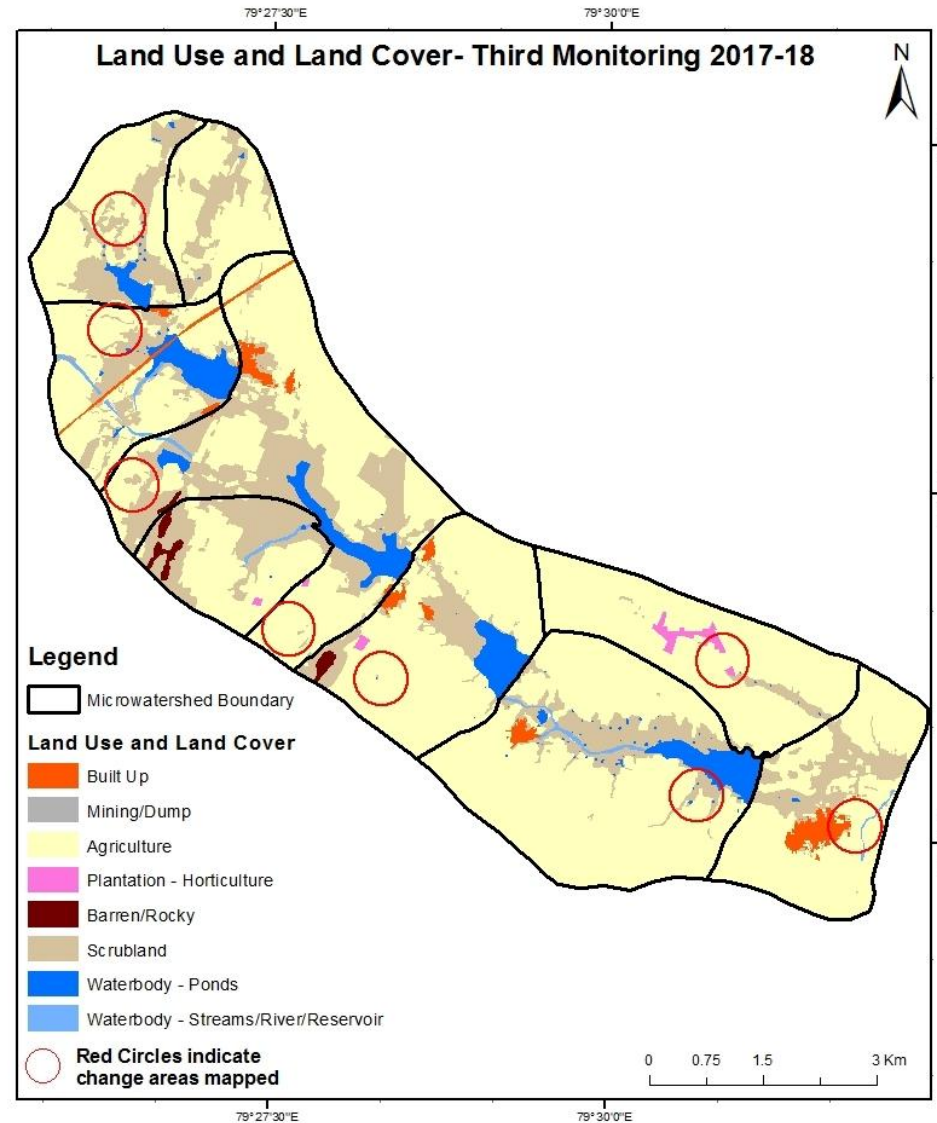 79°27'30"E
79°30'0"E
Land Use and Land Cover- Third Monitoring 2017-18
N
Legend
Microwatershed Boundary
Land Use and Land Cover
Built Up
Mining/Dump
Agriculture
Plantation - Horticulture
Barren/Rocky
Scrubland
Waterbody - Ponds
Waterbody - Streams/River/Reservoir
Red Circles indicate
change areas mapped
0 0.75 1.5 3 Km
79°27'30"E
79°30'0"E